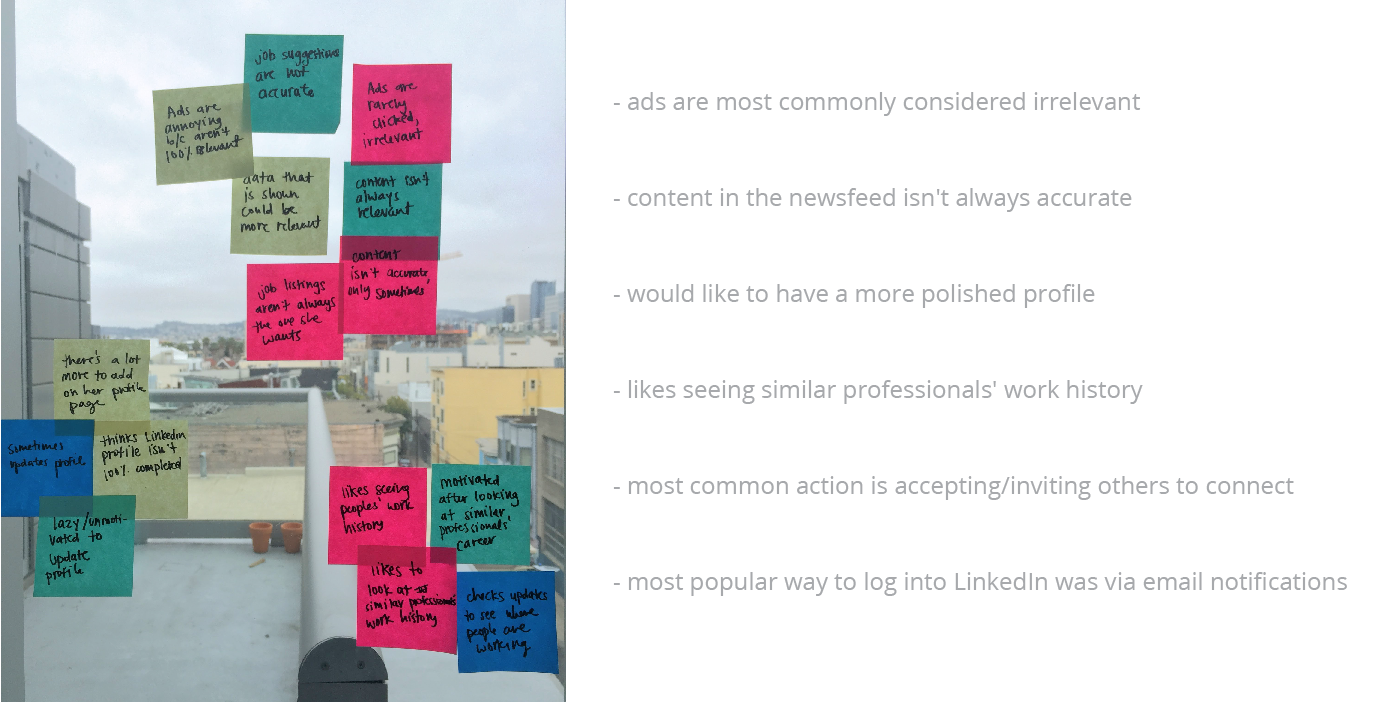 job suggestions
are not
accurate
Ads are
annoying
b/c aren't
100% relevant
Ads are
rarely
clicked,
irrelevant
data that
is shown
could be
more relevant
content isn't
always
relevant
content
isn't accurate,
only sometimes
job listings
aren't always
the one she
wants
there's a lot
more to add
on her profile
page
sometimes
updates profile
thinks Linkedin
profile isn't
100% completed
lazy/unmoti-
vated to
update
profile
likes seeing
peoples' work
history
motivated
after looking
at similar
professionals'
career
likes to
look at
similar professionals'
work history
checks updates
to see where
people are
working
- ads are most commonly considered irrelevant
- content in the newsfeed isn't always accurate
- would like to have a more polished profile
- likes seeing similar professionals' work history
- most common action is accepting/inviting others to connect
- most popular way to log into LinkedIn was via email notifications